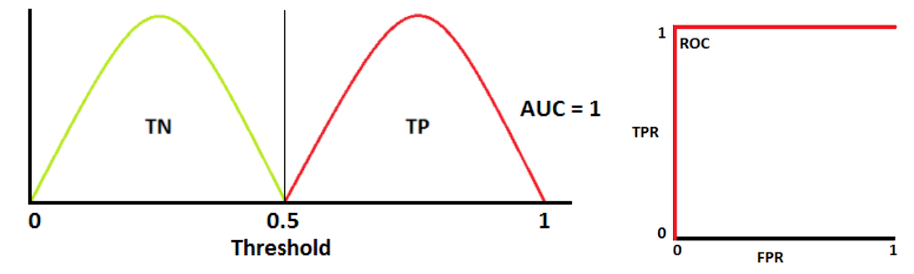 TN
TP
AUC = 1
0
0.5
1
Threshold
1
ROC
TPR
0
0
1
FPR